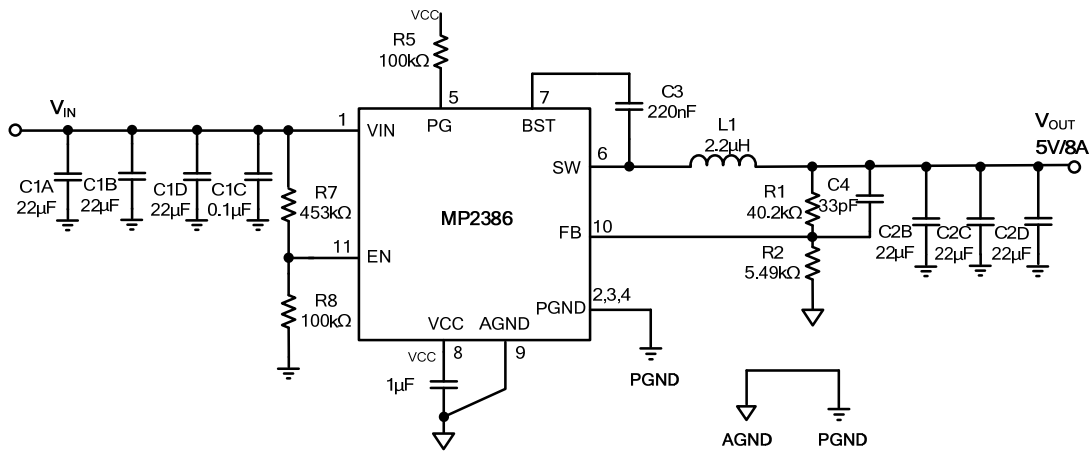 VCC
R5
100kΩ
5
7
C3
220nF
VIN
1
VIN
PG
BST
L1
2.2µH
VOUT
5V/8A
SW
6
C1A
22µF
C1B
22µF
C1D
22µF
C1C
0.1µF
R7
453kΩ
MP2386
R1
40.2kΩ
C4
33pF
FB
10
C2B
22µF
C2C
22µF
C2D
22µF
11
EN
R2
5.49kΩ
R8
100kΩ
PGND
2,3,4
VCC
AGND
VCC
8
9
PGND
1µF
AGND
PGND